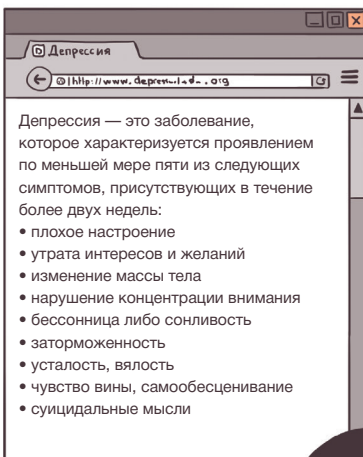 Депрессия
Депрессия — это заболевание,
которое характеризуется проявлением
по меньшей мере пяти из следующих
симптомов, присутствующих в течение
более двух недель:
• плохое настроение
• утрата интересов и желаний
• изменение массы тела
• нарушение концентрации внимания
• бессонница либо сонливость
• заторможенность
• усталость, вялость
• чувство вины, самообесценивание
• суицидальные мысли